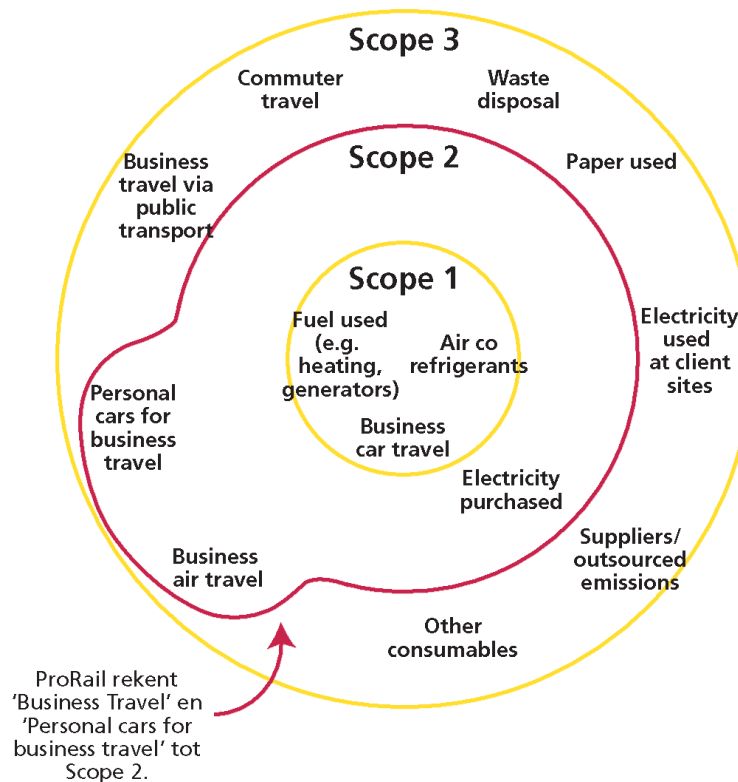 Scope 3
Commuter
travel
Waste
disposal
Business
travel via
public
transport
Scope 2
Paper used
Scope 1
Fuel used
(e.g.
heating,
generators)
Air co
refrigerants
Electricity
used
at client
sites
Personal
cars for
business
travel
Business
car travel
Electricity
purchased
Business
air travel
Suppliers/
outsourced
emissions
Other
consumables
ProRail rekent
‘Business Travel’ en
‘Personal cars for
business travel’ tot
Scope 2.